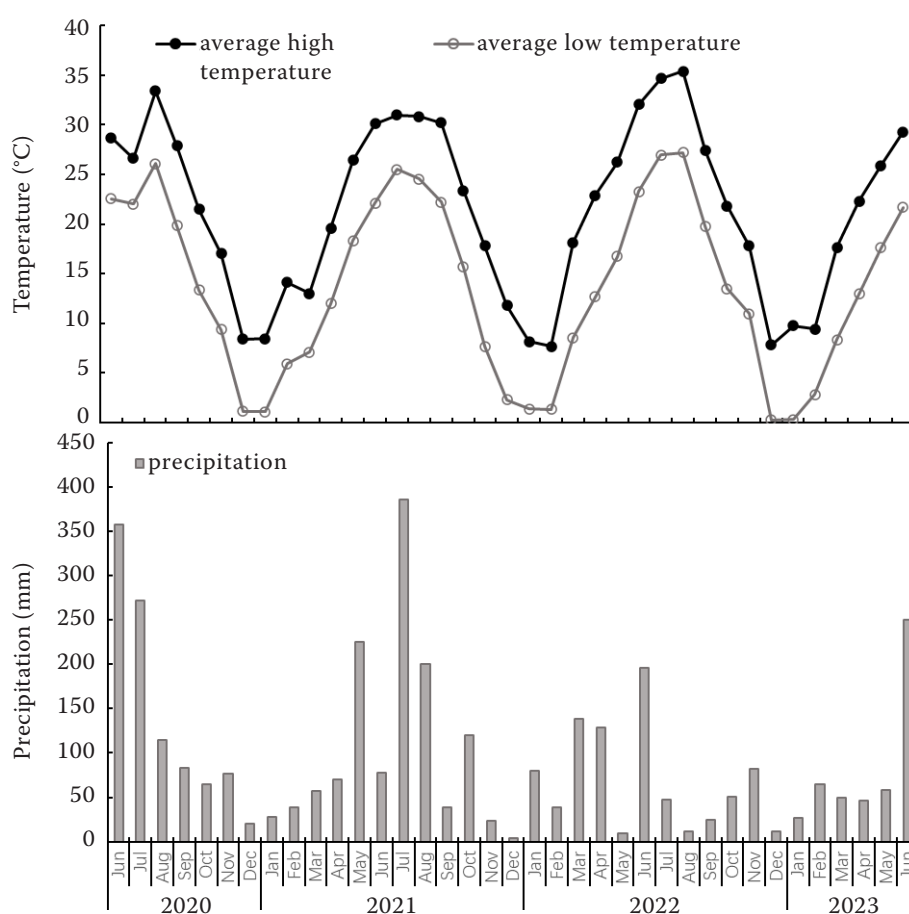 40
35
30
25
20
15
10
5
0
Temperature (°C)
average high
temperature
average low temperature
450
400
350
300
250
200
150
100
50
0
Precipitation (mm)
precipitation
Jun Jul Aug Sep Oct Nov Dec Jan Feb Mar Apr May Jun Jul Aug Sep Oct Nov Dec Jan Feb Mar Apr May Jun Jul Aug Sep Oct Nov Dec Jan Feb Mar Apr May Jun
2020 2021 2022 2023